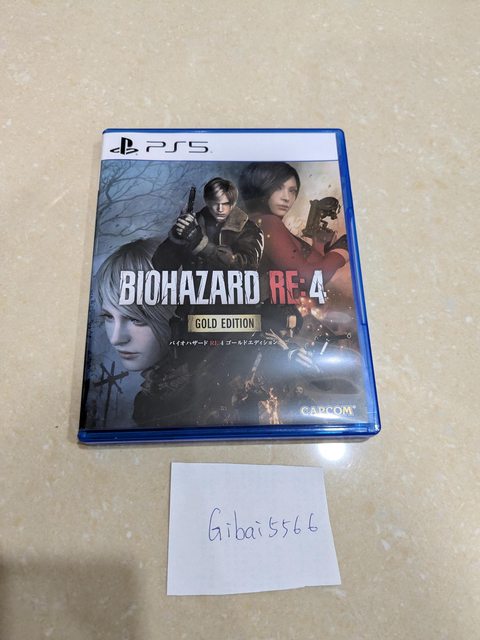 PS5
BIOHAZARD RE:4
GOLD EDITION
バイオハザード RE:4 ゴールドエディション
CAPCOM
Gibai5566